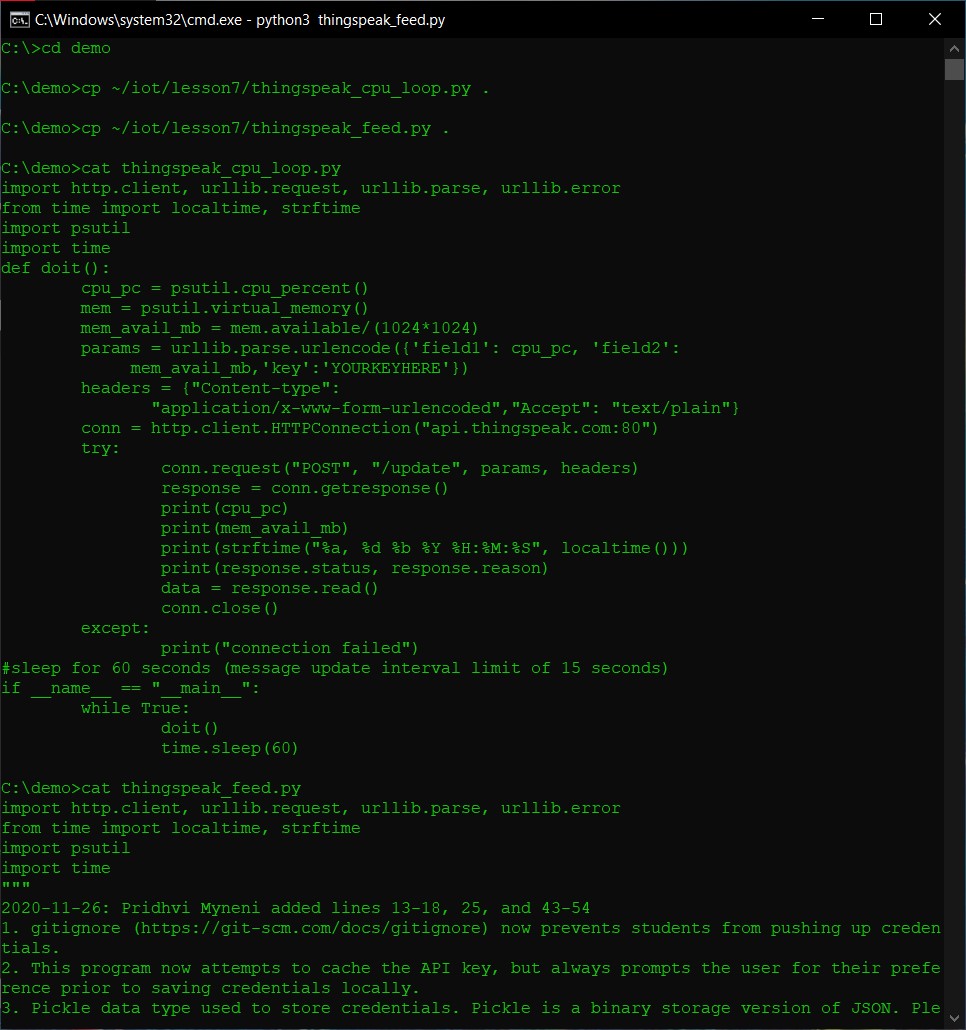 C:\Windows\system32\cmd.exe - python3  thingspeak_feed.py
C:\>cd demo
C:\demo>cp ~/iot/lesson7/thingspeak_cpu_loop.py .
C:\demo>cp ~/iot/lesson7/thingspeak_feed.py .
C:\demo>cat thingspeak_cpu_loop.py
import http.client, urllib.request, urllib.parse, urllib.error
from time import localtime, strftime
import psutil
import time
def doit():
        cpu_pc = psutil.cpu_percent()
        mem = psutil.virtual_memory()
        mem_avail_mb = mem.available/(1024*1024)
        params = urllib.parse.urlencode({'field1': cpu_pc, 'field2':
             mem_avail_mb,'key':'YOURKEYHERE'})
        headers = {"Content-type":
               "application/x-www-form-urlencoded","Accept": "text/plain"}
        conn = http.client.HTTPConnection("api.thingspeak.com:80")
        try:
                conn.request("POST", "/update", params, headers)
                response = conn.getresponse()
                print(cpu_pc)
                print(mem_avail_mb)
                print(strftime("%a, %d %b %Y %H:%M:%S", localtime()))
                print(response.status, response.reason)
                data = response.read()
                conn.close()
        except:
                print("connection failed")
#sleep for 60 seconds (message update interval limit of 15 seconds)
if __name__ == "__main__":
        while True:
                doit()
                time.sleep(60)
C:\demo>cat thingspeak_feed.py
import http.client, urllib.request, urllib.parse, urllib.error
from time import localtime, strftime
import psutil
import time
"""
2020-11-26: Pridhvi Myneni added lines 13-18, 25, and 43-54
1. gitignore (https://git-scm.com/docs/gitignore) now prevents students from pushing up creden
tials.
2. This program now attempts to cache the API key, but always prompts the user for their prefe
rence prior to saving credentials locally.
3. Pickle data type used to store credentials. Pickle is a binary storage version of JSON. Ple